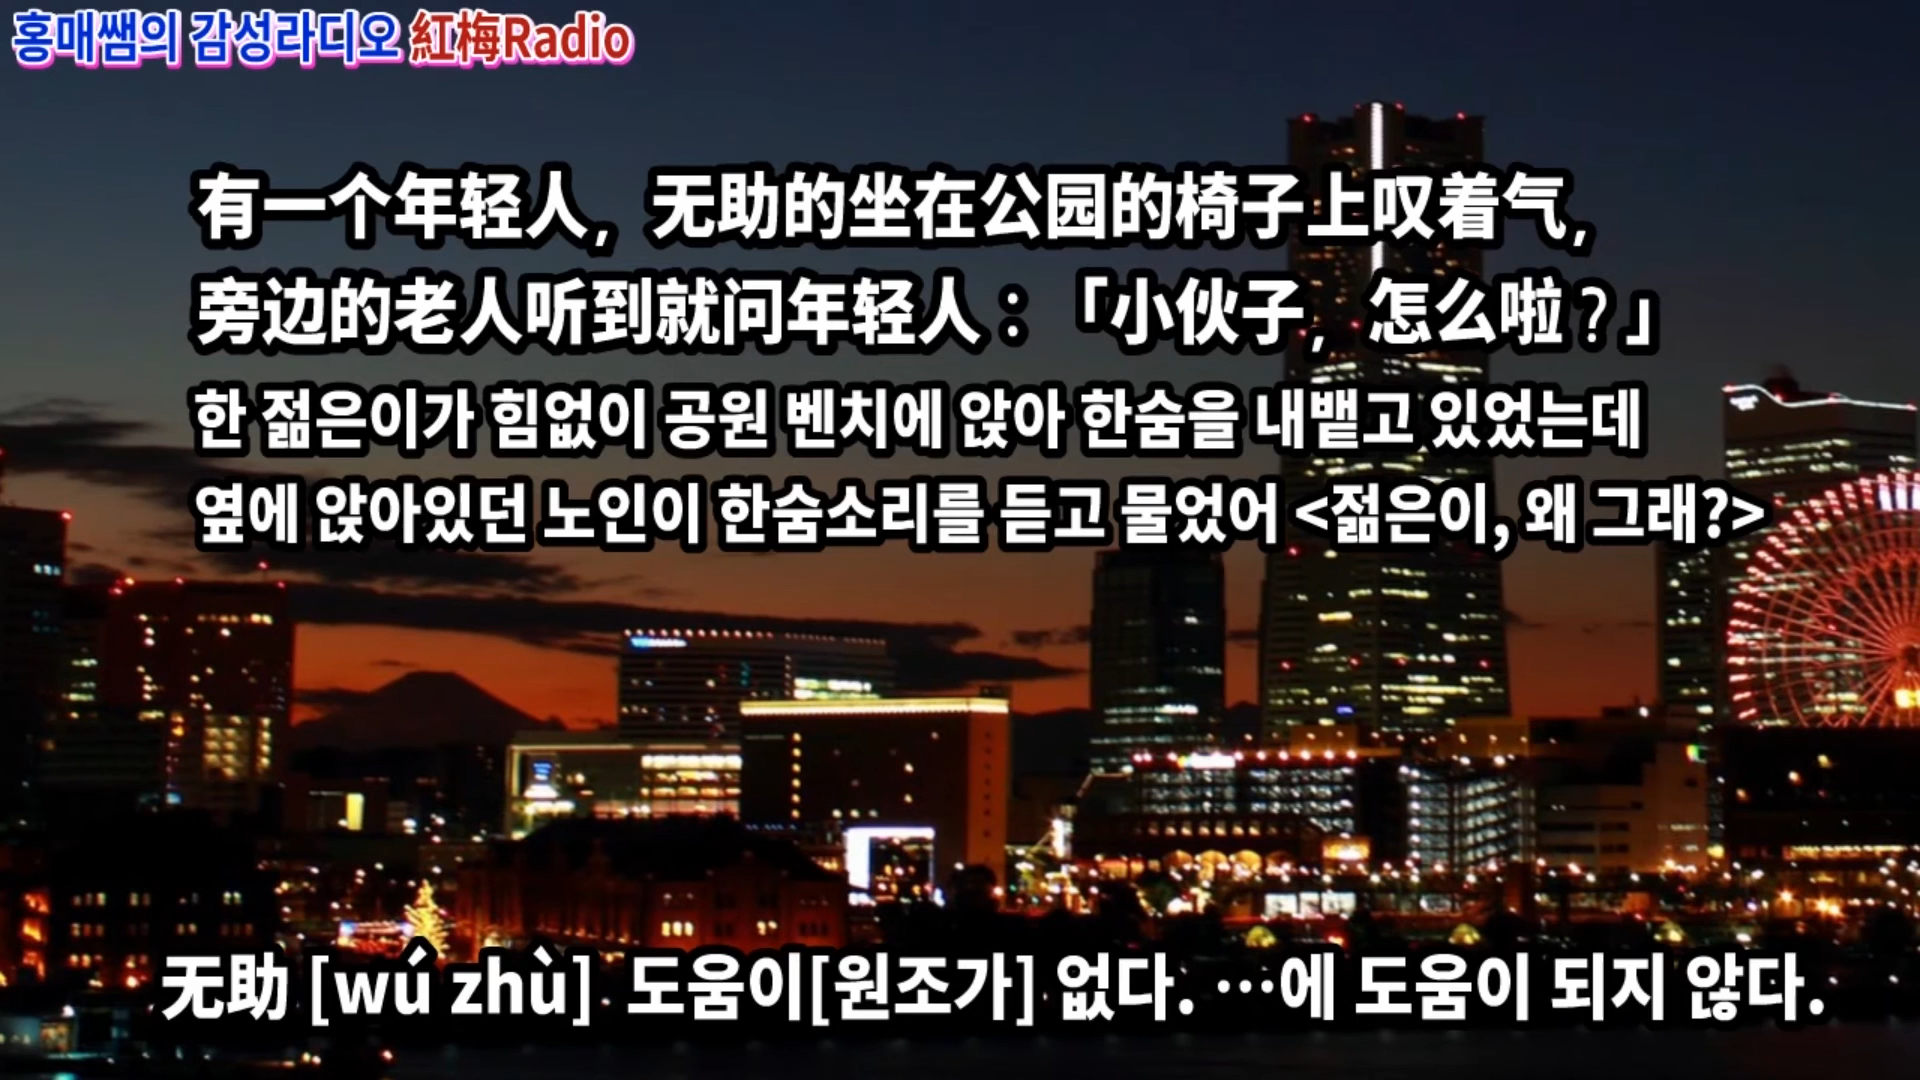 홍매쌤의 감성라디오 紅梅Radio
有一个年轻人，无助的坐在公园的椅子上叹着气，
旁边的老人听到就问年轻人：「小伙子，怎么啦？」
한 젊은이가 힘없이 공원 벤치에 앉아 한숨을 내뱉고 있었는데
옆에 앉아있던 노인이 한숨소리를 듣고 물었어 <젊은이, 왜 그래?>
无助 [wú zhù] 도움이[원조가] 없다. …에 도움이 되지 않다.